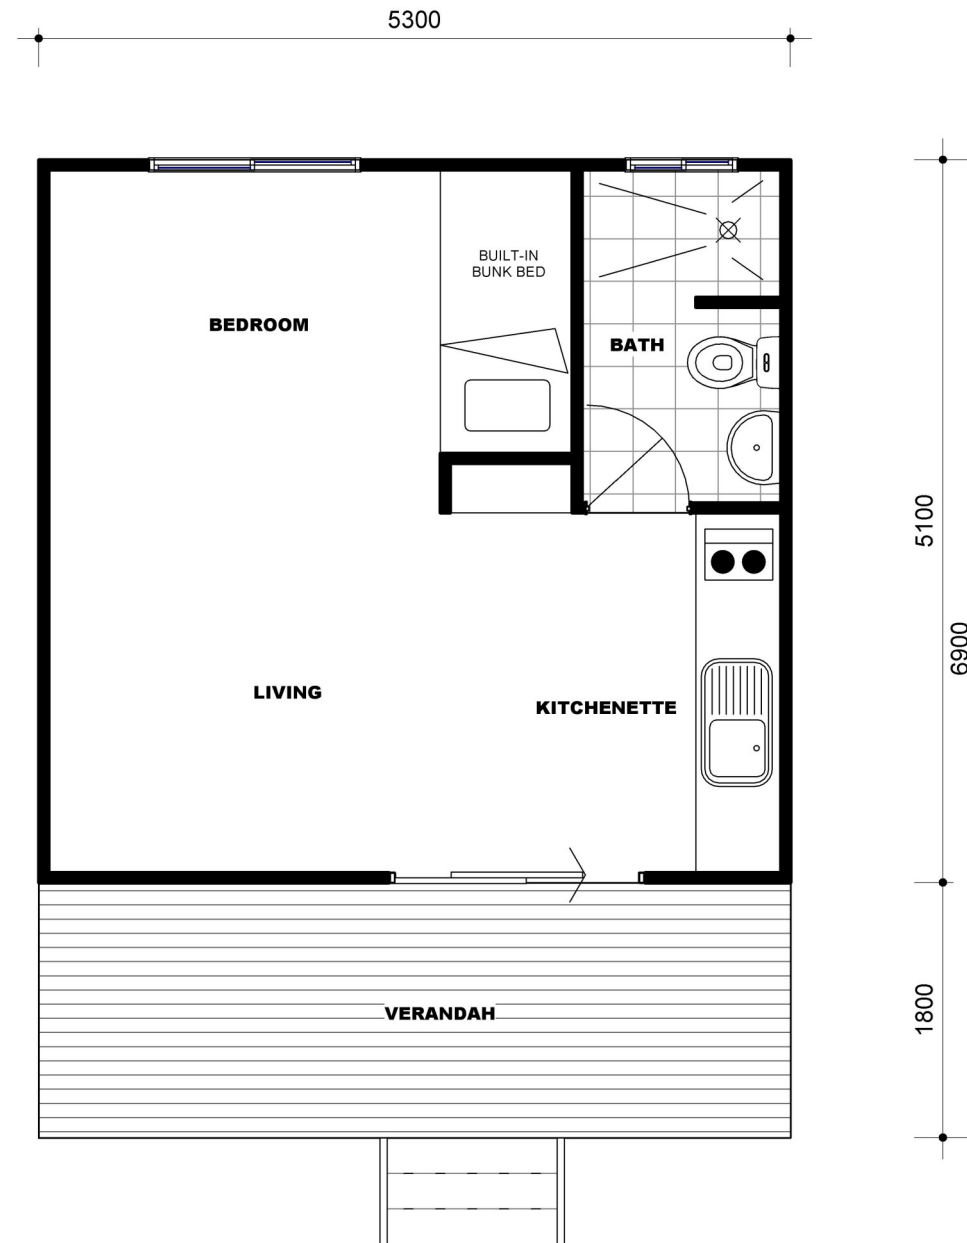 5300
BUILT-IN
BUNK BED
BEDROOM
BATH
5100
6900
LIVING
KITCHENETTE
1800
VERANDAH